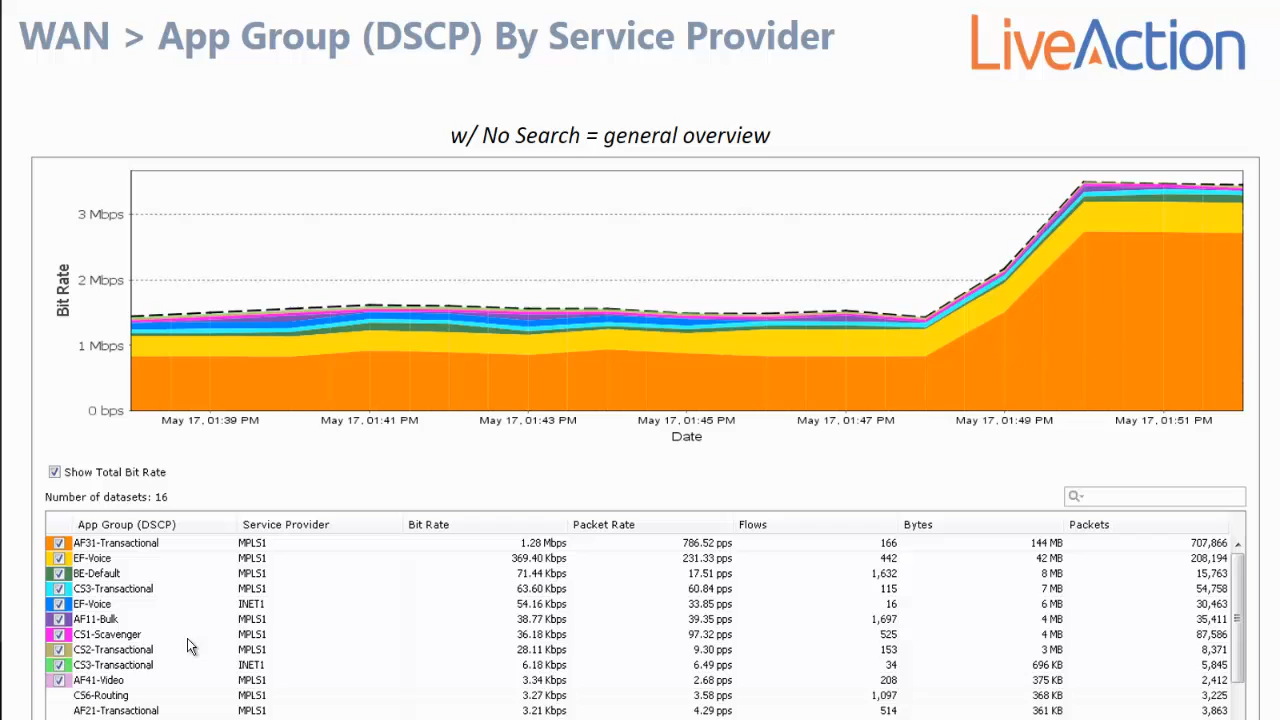 WAN > App Group (DSCP) By Service Provider
LiveAction
w/ No Search = general overview
3 Mbps
2 Mbps
1 Mbps
0 bps
Bit Rate
May 17, 01:39 PM May 17, 01:41 PM May 17, 01:43 PM May 17, 01:45 PM May 17, 01:47 PM May 17, 01:49 PM May 17, 01:51 PM
Date
Show Total Bit Rate
Number of datasets: 16
App Group (DSCP) Service Provider Bit Rate Packet Rate Flows Bytes Packets
AF31-Transactional MPLS1 1.28 Mbps 786.52 pps 166 144 MB 707,866
EF-Voice MPLS1 369.40 Kbps 231.33 pps 442 42 MB 208,194
BE-Default MPLS1 71.44 Kbps 17.51 pps 1,632 8 MB 15,763
CS3-Transactional MPLS1 63.60 Kbps 60.84 pps 115 7 MB 54,758
EF-Voice INET1 54.16 Kbps 33.85 pps 16 6 MB 30,463
AF11-Bulk MPLS1 38.77 Kbps 39.35 pps 1,697 4 MB 35,411
CS1-Scavenger MPLS1 36.18 Kbps 97.32 pps 525 4 MB 87,586
CS2-Transactional MPLS1 28.11 Kbps 9.30 pps 153 3 MB 8,371
CS3-Transactional INET1 6.18 Kbps 6.49 pps 34 696 KB 5,845
AF41-Video MPLS1 3.34 Kbps 2.68 pps 208 375 KB 2,412
CS6-Routing MPLS1 3.27 Kbps 3.58 pps 1,097 368 KB 3,225
AF21-Transactional MPLS1 3.21 Kbps 4.29 pps 514 361 KB 3,863